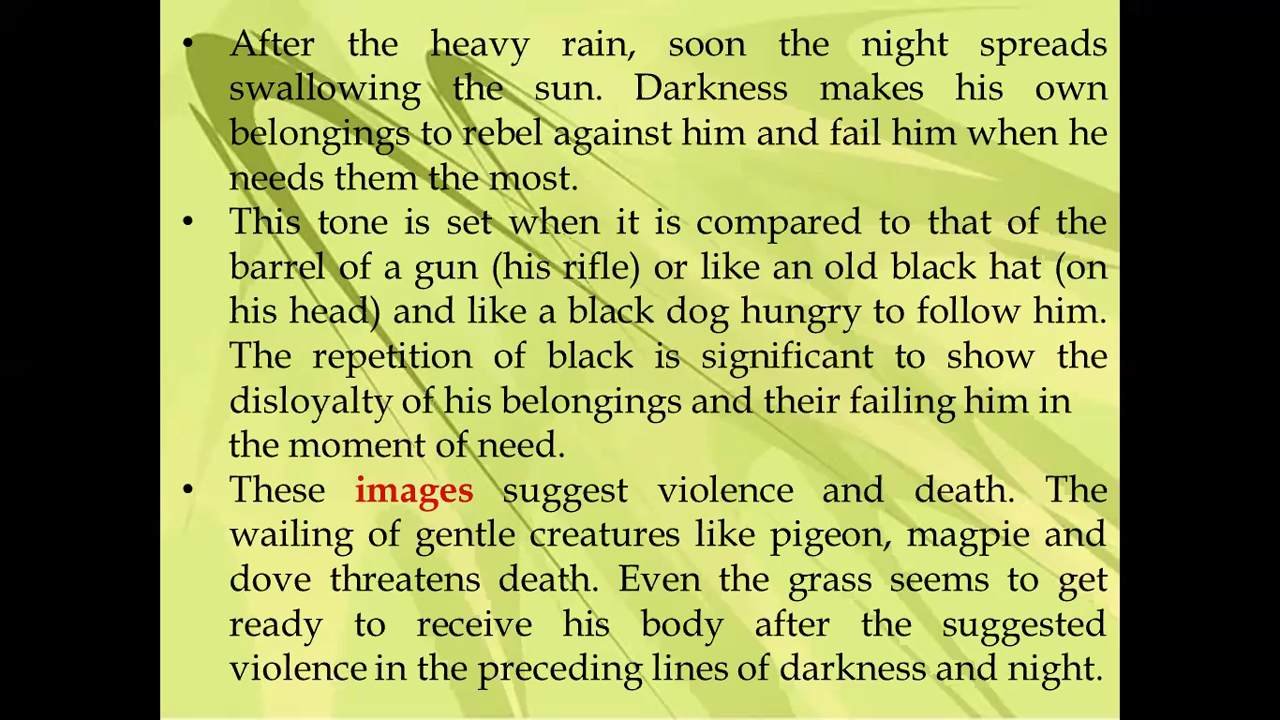 • After the heavy rain, soon the night spreads
swallowing the sun. Darkness makes his own
belongings to rebel against him and fail him when he
needs them the most.
• This tone is set when it is compared to that of the
barrel of a gun (his rifle) or like an old black hat (on
his head) and like a black dog hungry to follow him.
The repetition of black is significant to show the
disloyalty of his belongings and their failing him in
the moment of need.
• These images suggest violence and death. The
wailing of gentle creatures like pigeon, magpie and
dove threatens death. Even the grass seems to get
ready to receive his body after the suggested
violence in the preceding lines of darkness and night.